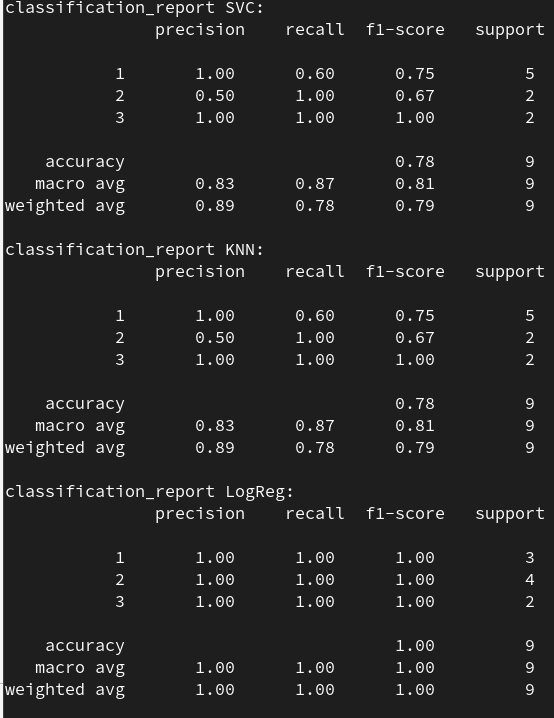 classification_report SVC:
precision recall f1-score support
1 1.00 0.60 0.75 5
2 0.50 1.00 0.67 2
3 1.00 1.00 1.00 2
accuracy 0.78 9
macro avg 0.83 0.87 0.81 9
weighted avg 0.89 0.78 0.79 9
classification_report KNN:
precision recall f1-score support
1 1.00 0.60 0.75 5
2 0.50 1.00 0.67 2
3 1.00 1.00 1.00 2
accuracy 0.78 9
macro avg 0.83 0.87 0.81 9
weighted avg 0.89 0.78 0.79 9
classification_report LogReg:
precision recall f1-score support
1 1.00 1.00 1.00 3
2 1.00 1.00 1.00 4
3 1.00 1.00 1.00 2
accuracy 1.00 9
macro avg 1.00 1.00 1.00 9
weighted avg 1.00 1.00 1.00 9